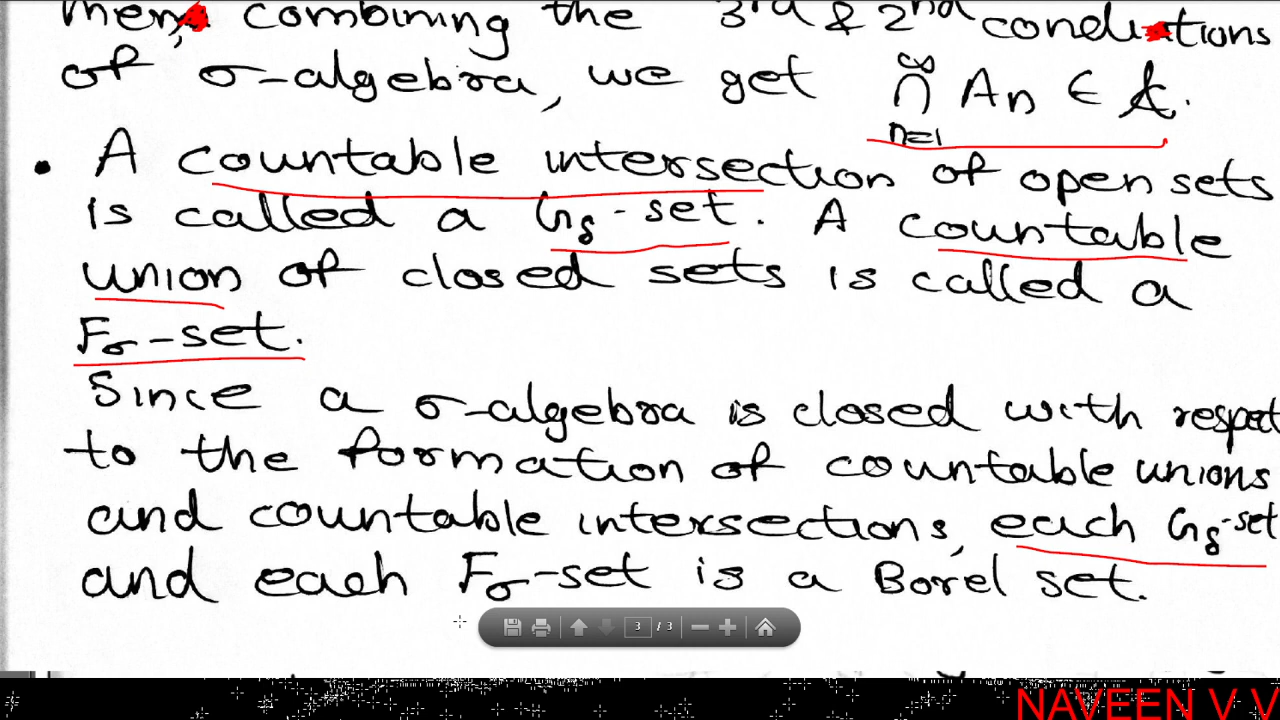 then, combining the 3rd & 2nd conditions
of σ-algebra, we get ∞⋂n=1 An ∈ 𝒜.
• A countable intersection of open sets
is called a Gδ-set. A countable
union of closed sets is called a
Fσ-set.
Since a σ-algebra is closed with respect
to the formation of countable unions
and countable intersections, each Gδ-set
and each Fσ-set is a Borel set.
3 / 3
NAVEEN V V